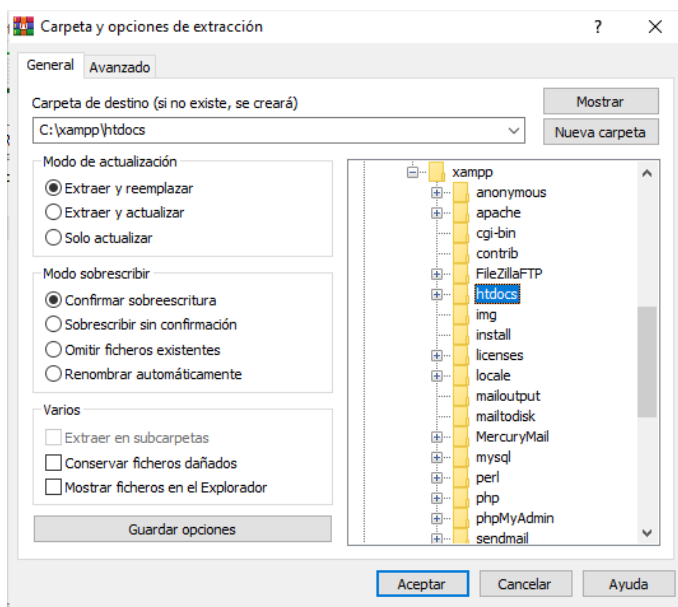 Carpeta y opciones de extracción
General
Avanzado
Carpeta de destino (si no existe, se creará)
Mostrar
C:\xampp\htdocs
Nueva carpeta
Modo de actualización
Extraer y reemplazar
Extraer y actualizar
Solo actualizar
Modo sobrescribir
Confirmar sobreescritura
Sobrescribir sin confirmación
Omitir ficheros existentes
Renombrar automáticamente
Varios
Extraer en subcarpetas
Conservar ficheros dañados
Mostrar ficheros en el Explorador
Guardar opciones
xampp
anonymous
apache
cgi-bin
contrib
FileZillaFTP
htdocs
img
install
licenses
locale
mailoutput
mailtodisk
MercuryMail
mysql
perl
php
phpMyAdmin
sendmail
Aceptar
Cancelar
Ayuda